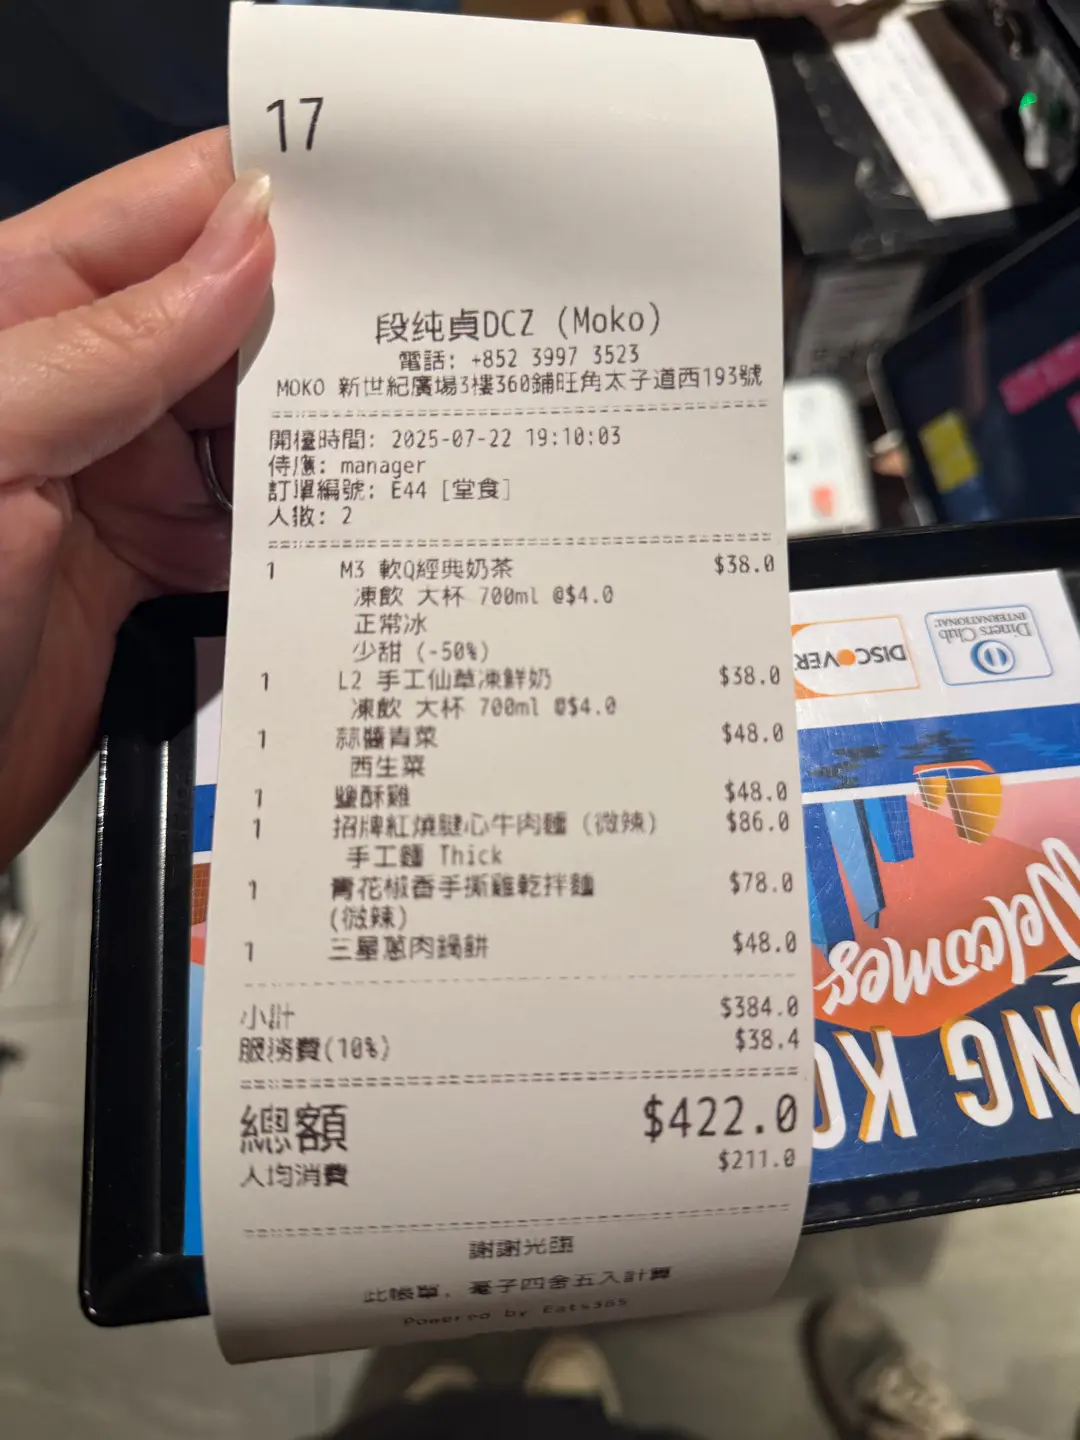 17
段纯貞DCZ (Moko)
電話: +852 3997 3523
MOKO 新世紀廣場3樓360鋪旺角太子道西193號
開檯時間: 2025-07-22 19:10:03
侍應: manager
訂單編號: E44 [堂食]
人數: 2
1 M3 軟Q經典奶茶 $38.0
凍飲 大杯 700ml @$4.0
正常冰
少甜 (-50%)
1 L2 手工仙草凍鮮奶 $38.0
凍飲 大杯 700ml @$4.0
1 蒜醬青菜 $48.0
西生菜
1 鹽酥雞 $48.0
1 招牌紅燒腱心牛肉麵 (微辣) $86.0
手工麵 Thick
1 青花椒香手撕雞乾拌麵 $78.0
(微辣)
1 三星蔥肉鍋餅 $48.0
小計 $384.0
服務費(10%) $38.4
總額 $422.0
人均消費 $211.0
謝謝光臨
此帳單，毫子四舍五入計算
Powered by Eats365
DISCOVER
Diners Club
INTERNATIONAL
Welcomes
ONG KO